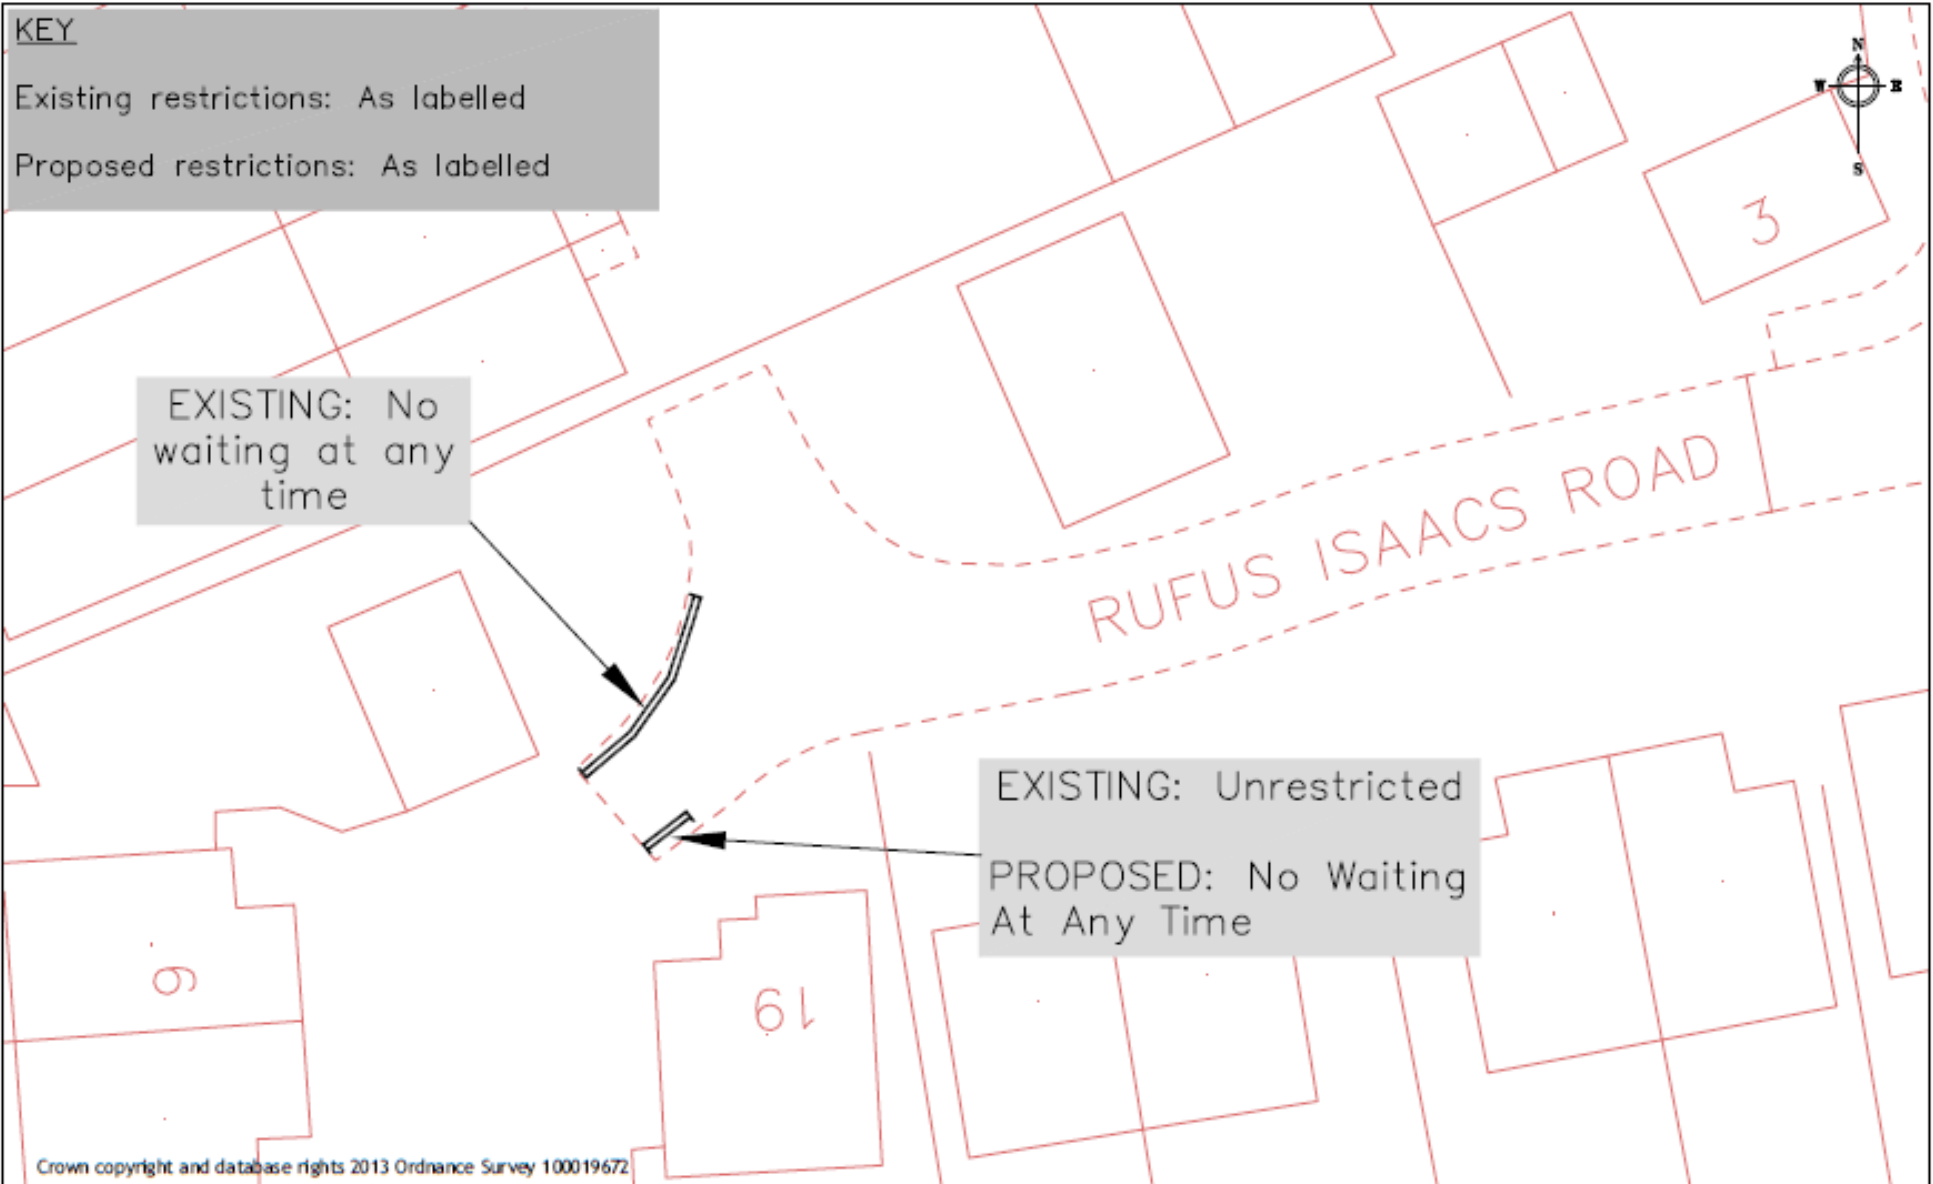 KEY
Existing restrictions: As labelled
Proposed restrictions: As labelled
N
W E
S
3
EXISTING: No
waiting at any
time
RUFUS ISAACS ROAD
EXISTING: Unrestricted
PROPOSED: No Waiting
At Any Time
9
19
Crown copyright and database rights 2013 Ordnance Survey 100019672